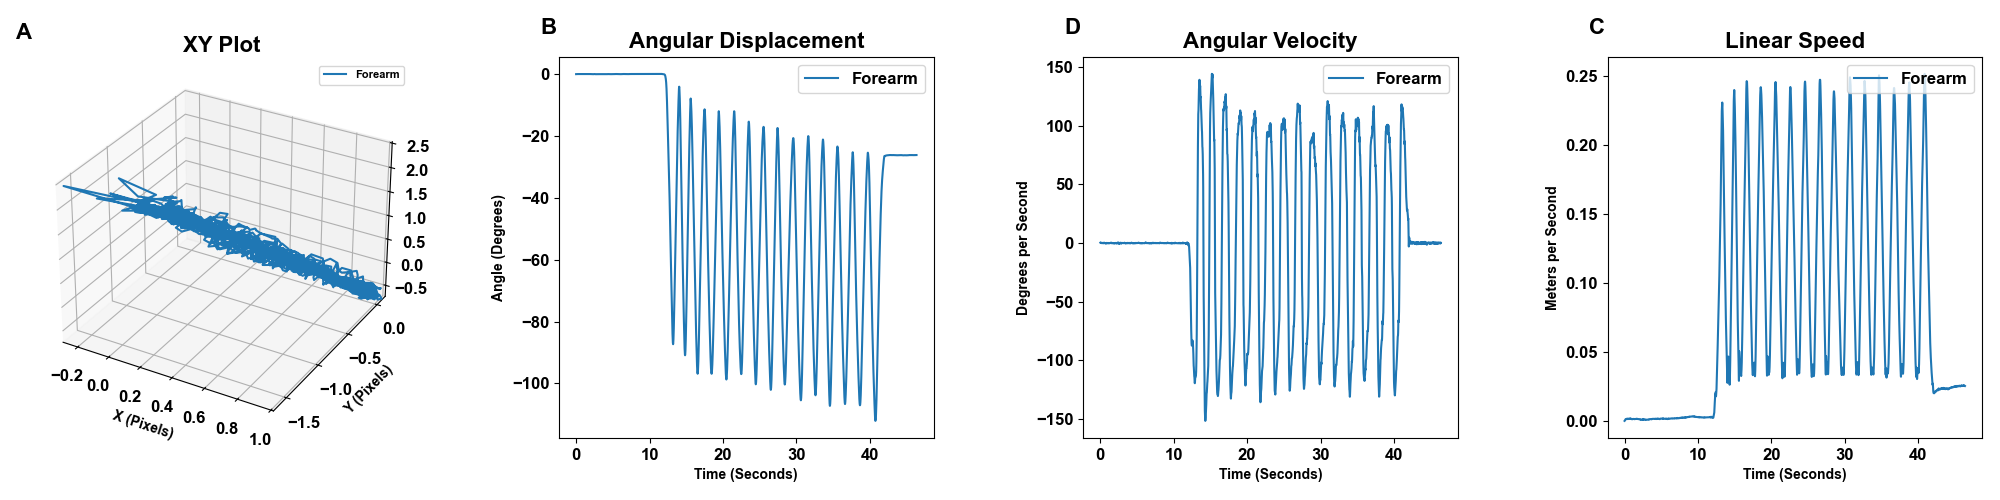 A
XY Plot
Forearm
2.5
2.0
1.5
1.0
0.5
0.0
−0.5
−0.2
0.0
0.2
0.4
0.6
0.8
1.0
X (Pixels)
0.0
−0.5
−1.0
−1.5
Y (Pixels)
B
Angular Displacement
Forearm
0
−20
−40
−60
−80
−100
Angle (Degrees)
0 10 20 30 40
Time (Seconds)
D
Angular Velocity
Forearm
150
100
50
0
−50
−100
−150
Degrees per Second
0 10 20 30 40
Time (Seconds)
C
Linear Speed
Forearm
0.25
0.20
0.15
0.10
0.05
0.00
Meters per Second
0 10 20 30 40
Time (Seconds)